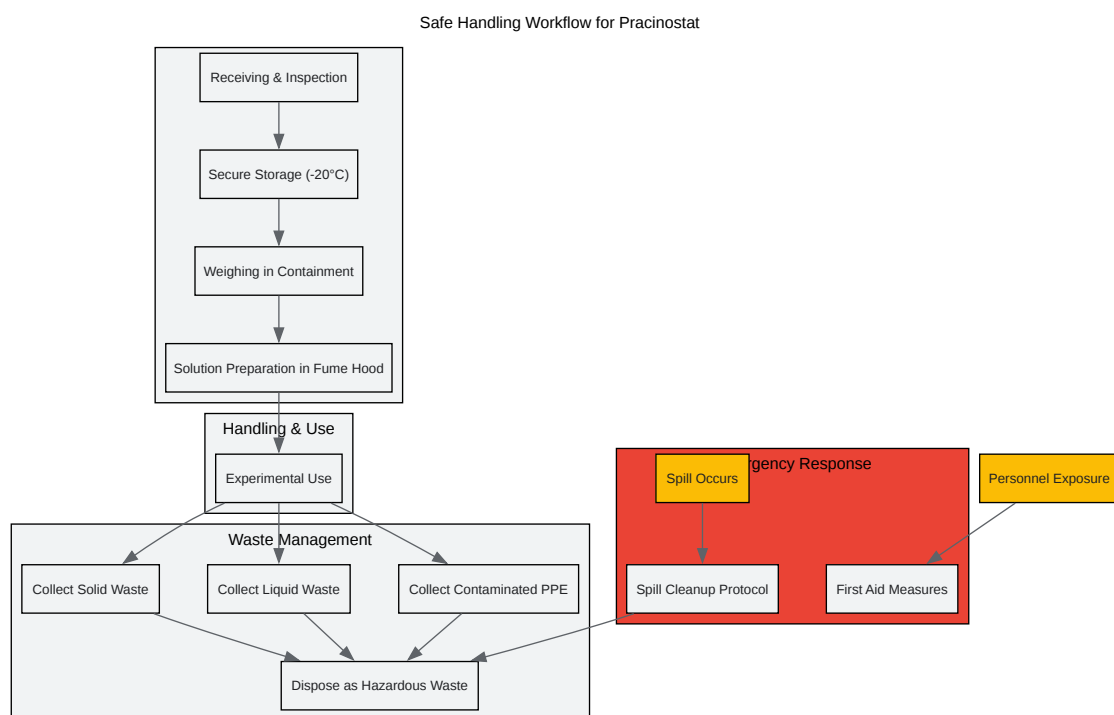 Safe Handling Workflow for Pracinostat
Receiving & Inspection
Secure Storage (-20°C)
Weighing in Containment
Solution Preparation in Fume Hood
Handling & Use
Experimental Use
Waste Management
Collect Solid Waste
Collect Liquid Waste
Collect Contaminated PPE
Dispose as Hazardous Waste
Response
Spill Occurs
Personnel Exposure
Spill Cleanup Protocol
First Aid Measures